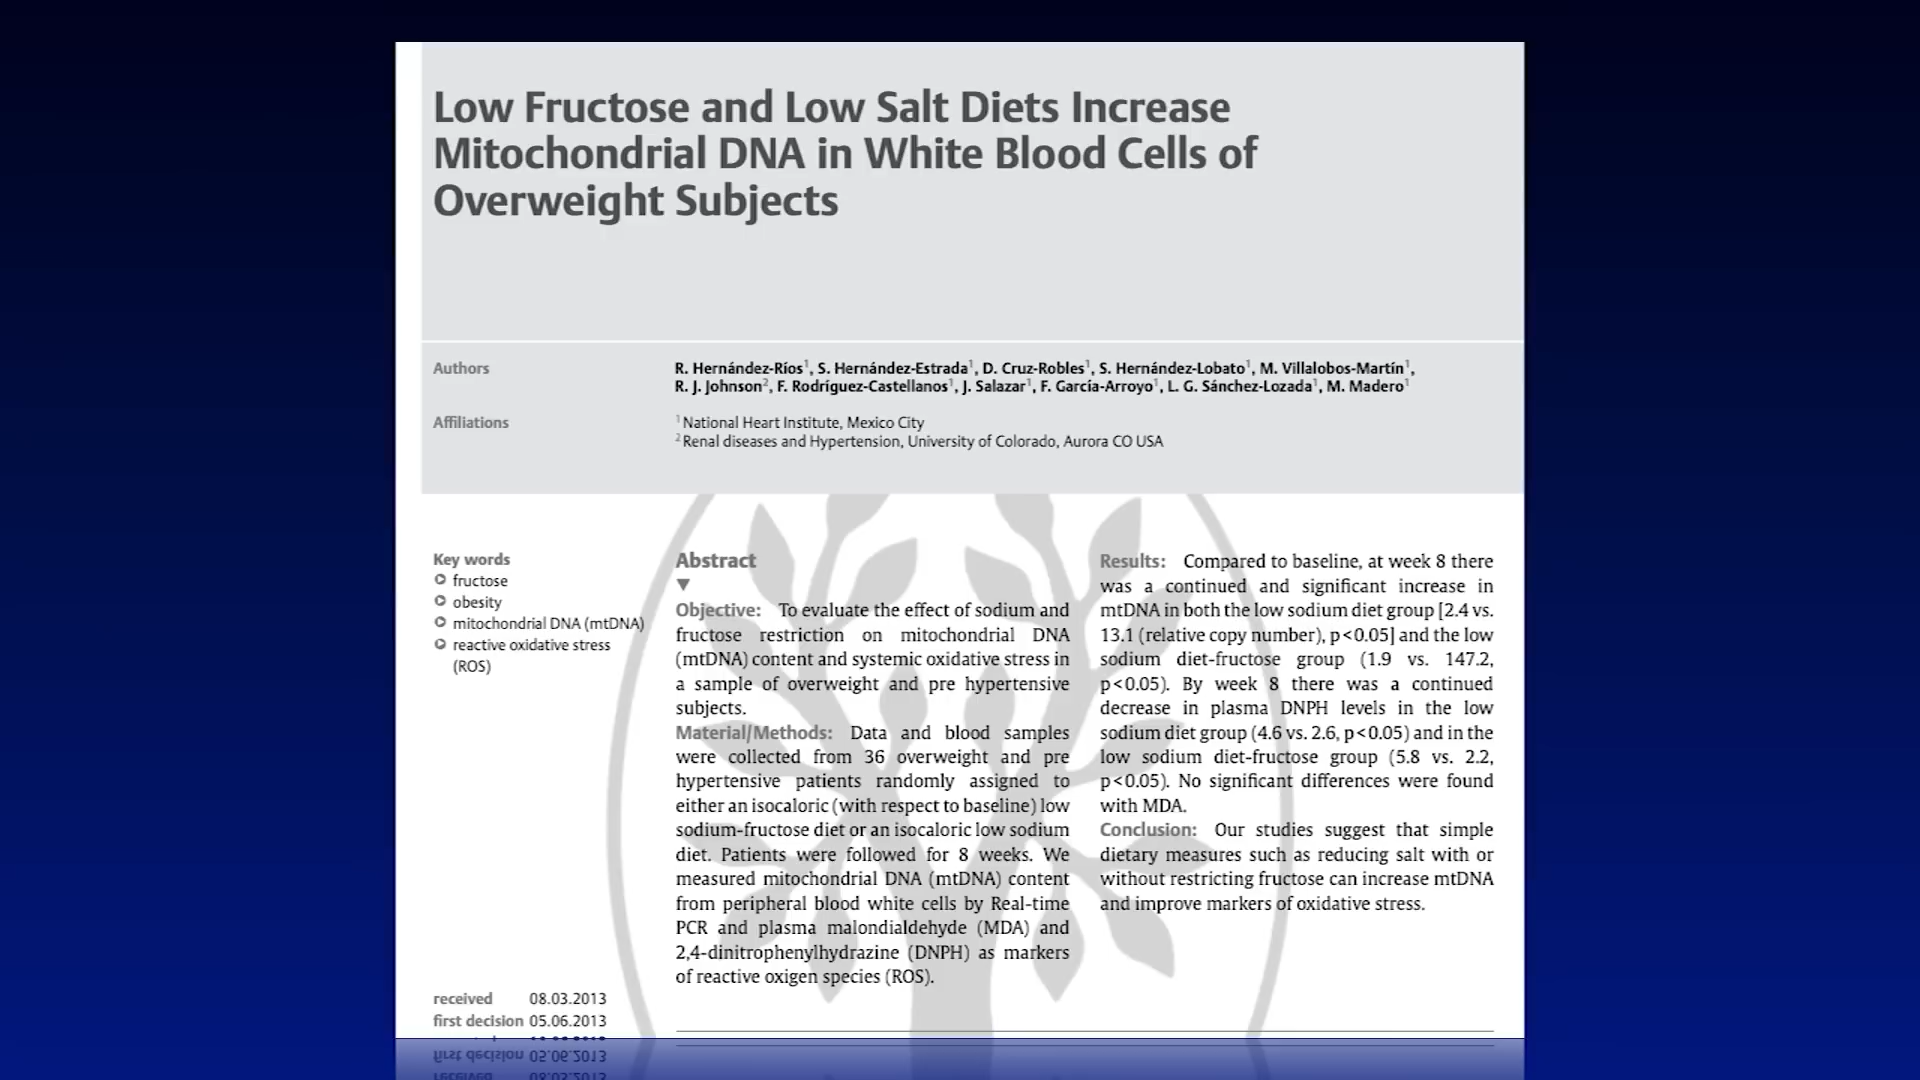 Low Fructose and Low Salt Diets Increase
Mitochondrial DNA in White Blood Cells of
Overweight Subjects
Authors
R. Hernández-Ríos1, S. Hernández-Estrada1, D. Cruz-Robles1, S. Hernández-Lobato1, M. Villalobos-Martín1,
R. J. Johnson2, F. Rodríguez-Castellanos1, J. Salazar1, F. García-Arroyo1, L. G. Sánchez-Lozada1, M. Madero1
Affiliations
1 National Heart Institute, Mexico City
2 Renal diseases and Hypertension, University of Colorado, Aurora CO USA
Key words
fructose
obesity
mitochondrial DNA (mtDNA)
reactive oxidative stress
(ROS)
received 08.03.2013
first decision 05.06.2013
Abstract
Objective: To evaluate the effect of sodium and
fructose restriction on mitochondrial DNA
(mtDNA) content and systemic oxidative stress in
a sample of overweight and pre hypertensive
subjects.
Material/Methods: Data and blood samples
were collected from 36 overweight and pre
hypertensive patients randomly assigned to
either an isocaloric (with respect to baseline) low
sodium-fructose diet or an isocaloric low sodium
diet. Patients were followed for 8 weeks. We
measured mitochondrial DNA (mtDNA) content
from peripheral blood white cells by Real-time
PCR and plasma malondialdehyde (MDA) and
2,4-dinitrophenylhydrazine (DNPH) as markers
of reactive oxigen species (ROS).
Results: Compared to baseline, at week 8 there
was a continued and significant increase in
mtDNA in both the low sodium diet group [2.4 vs.
13.1 (relative copy number), p<0.05] and the low
sodium diet-fructose group (1.9 vs. 147.2,
p<0.05). By week 8 there was a continued
decrease in plasma DNPH levels in the low
sodium diet group (4.6 vs. 2.6, p<0.05) and in the
low sodium diet-fructose group (5.8 vs. 2.2,
p<0.05). No significant differences were found
with MDA.
Conclusion: Our studies suggest that simple
dietary measures such as reducing salt with or
without restricting fructose can increase mtDNA
and improve markers of oxidative stress.